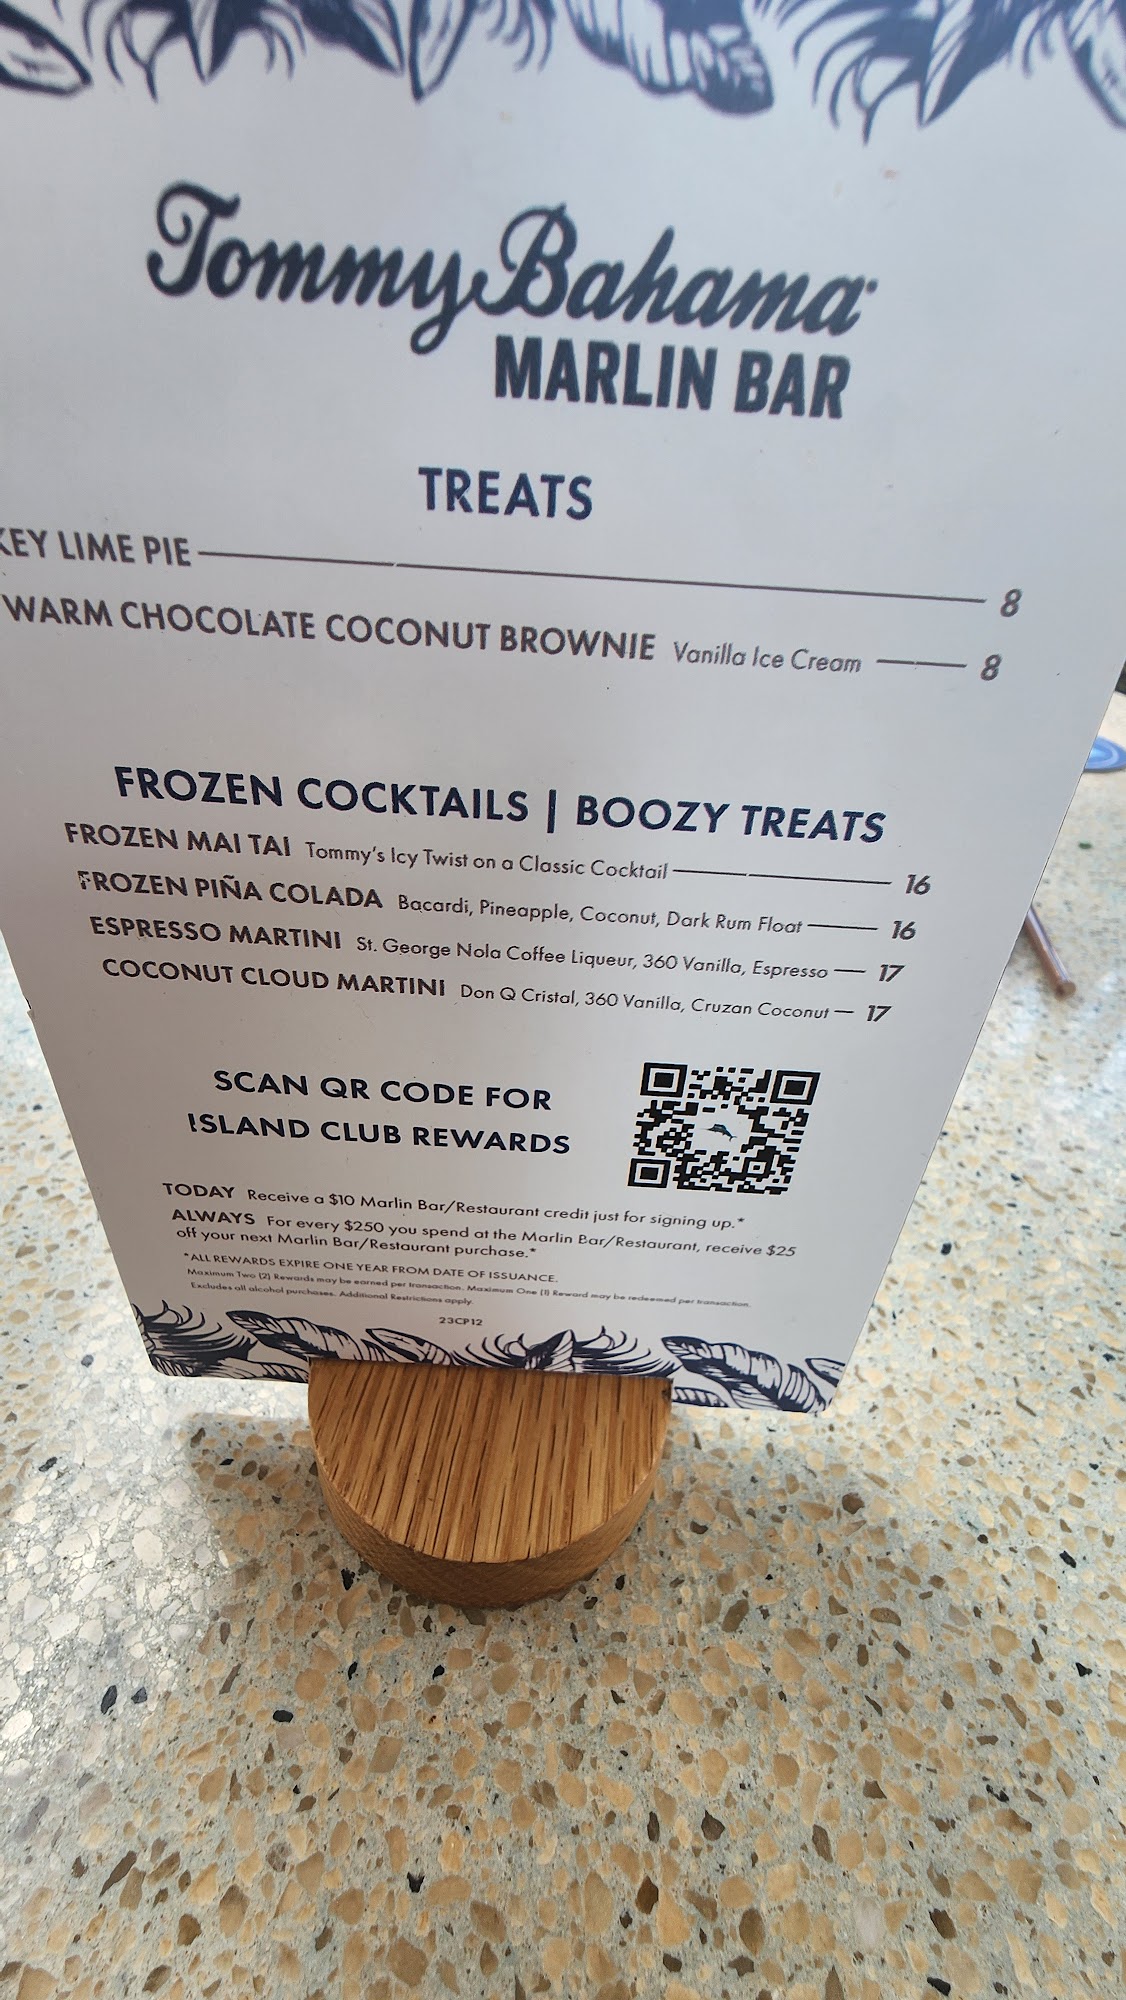 Tommy Bahama
MARLIN BAR
TREATS
KEY LIME PIE 8
WARM CHOCOLATE COCONUT BROWNIE Vanilla Ice Cream 8
FROZEN COCKTAILS | BOOZY TREATS
FROZEN MAI TAI Tommy's Icy Twist on a Classic Cocktail 16
FROZEN PIÑA COLADA Bacardi, Pineapple, Coconut, Dark Rum Float 16
ESPRESSO MARTINI St. George Nola Coffee Liqueur, 360 Vanilla, Espresso 17
COCONUT CLOUD MARTINI Don Q Cristal, 360 Vanilla, Cruzan Coconut 17
SCAN QR CODE FOR
ISLAND CLUB REWARDS
TODAY Receive a $10 Marlin Bar/Restaurant credit just for signing up.*
ALWAYS For every $250 you spend at the Marlin Bar/Restaurant, receive $25
off your next Marlin Bar/Restaurant purchase.*
*ALL REWARDS EXPIRE ONE YEAR FROM DATE OF ISSUANCE.
Maximum Two (2) Rewards may be earned per transaction. Maximum One (1) Reward may be redeemed per transaction.
Excludes all alcohol purchases. Additional Restrictions apply.
23CP12